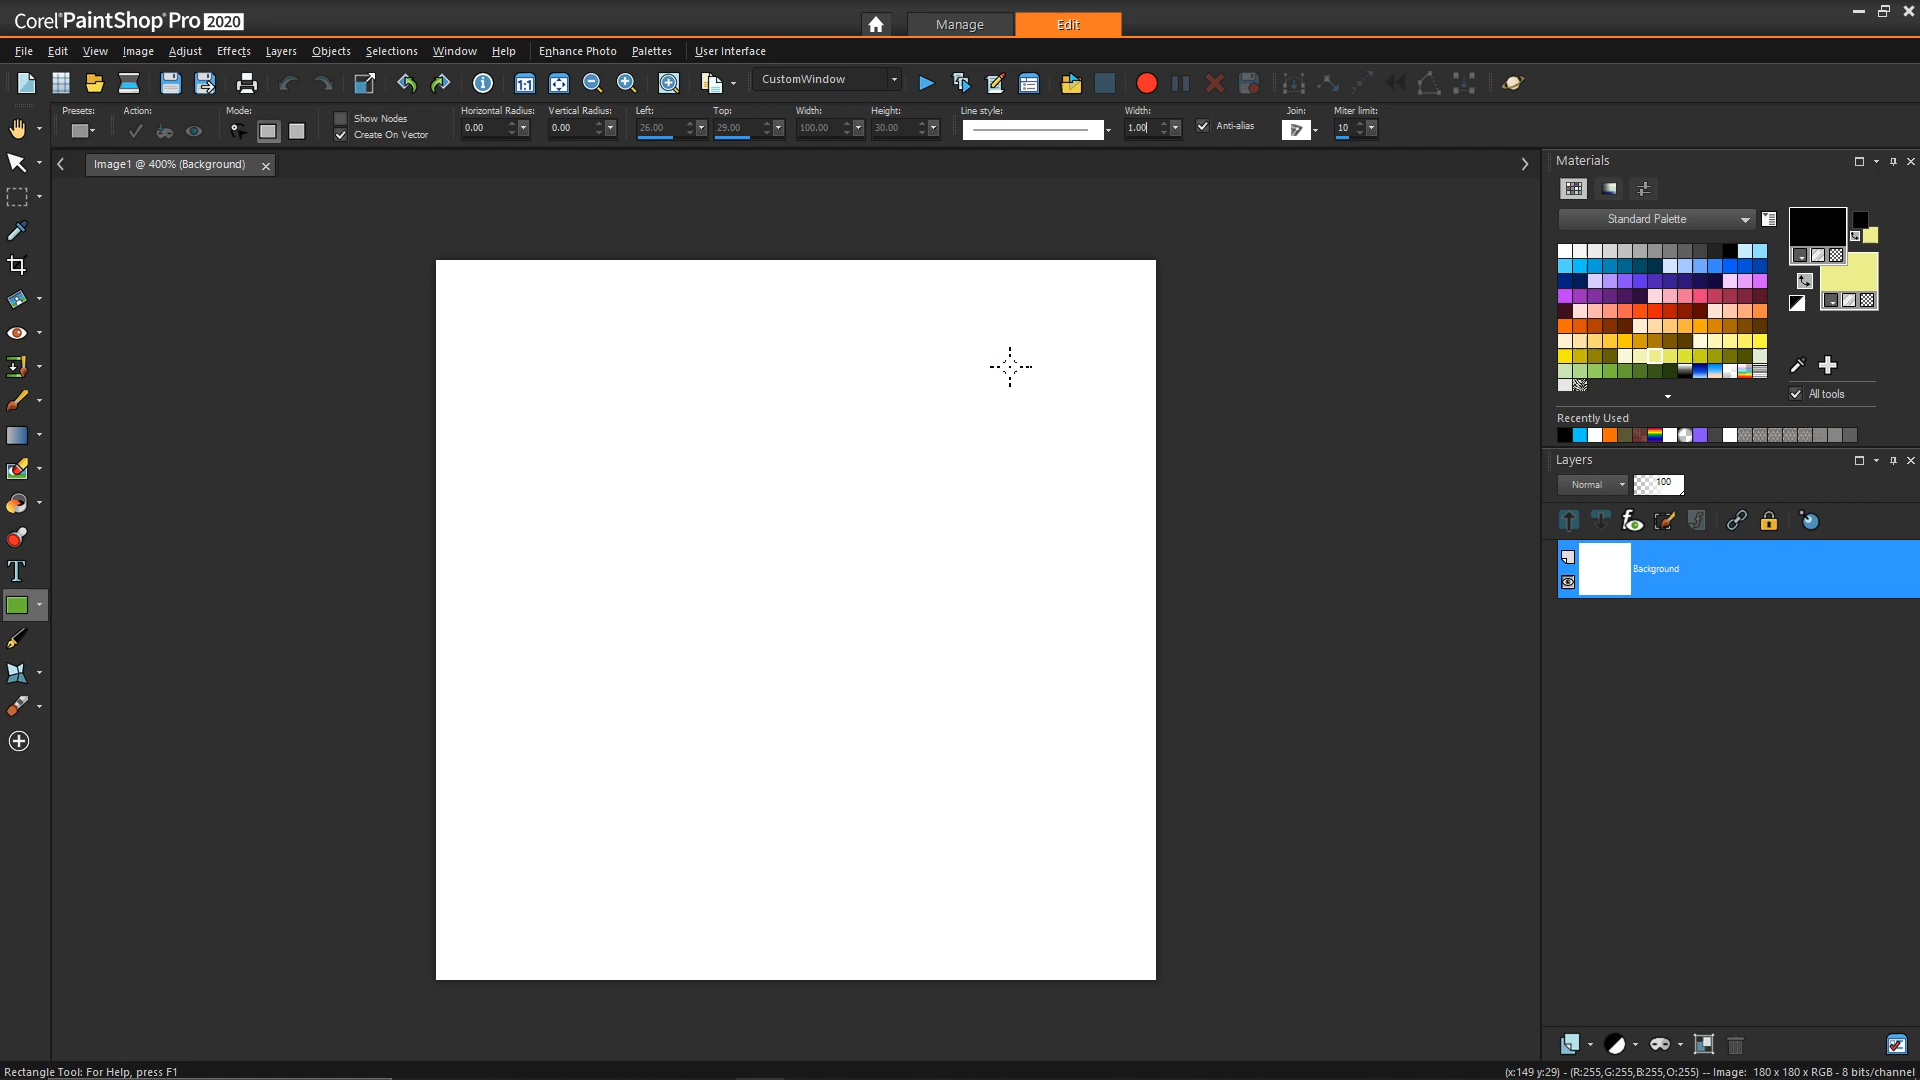 Corel® PaintShop® Pro 2020
Manage
Edit
File Edit View Image Adjust Effects Layers Objects Selections Window Help Enhance Photo Palettes User Interface
CustomWindow
Presets: Action: Mode: Show Nodes Horizontal Radius: Vertical Radius: Left: Top: Width: Height: Line style: Width: Anti-alias Join: Miter limit:
Create On Vector 0.00 0.00 26.00 29.00 100.00 30.00 1.00 10
Image1 @ 400% (Background)
Materials
Standard Palette
All tools
Recently Used
Layers
Normal 100
Background
T
Rectangle Tool: For Help, press F1
(x:149 y:29) - (R:255,G:255,B:255,O:255) -- Image: 180 x 180 x RGB - 8 bits/channel